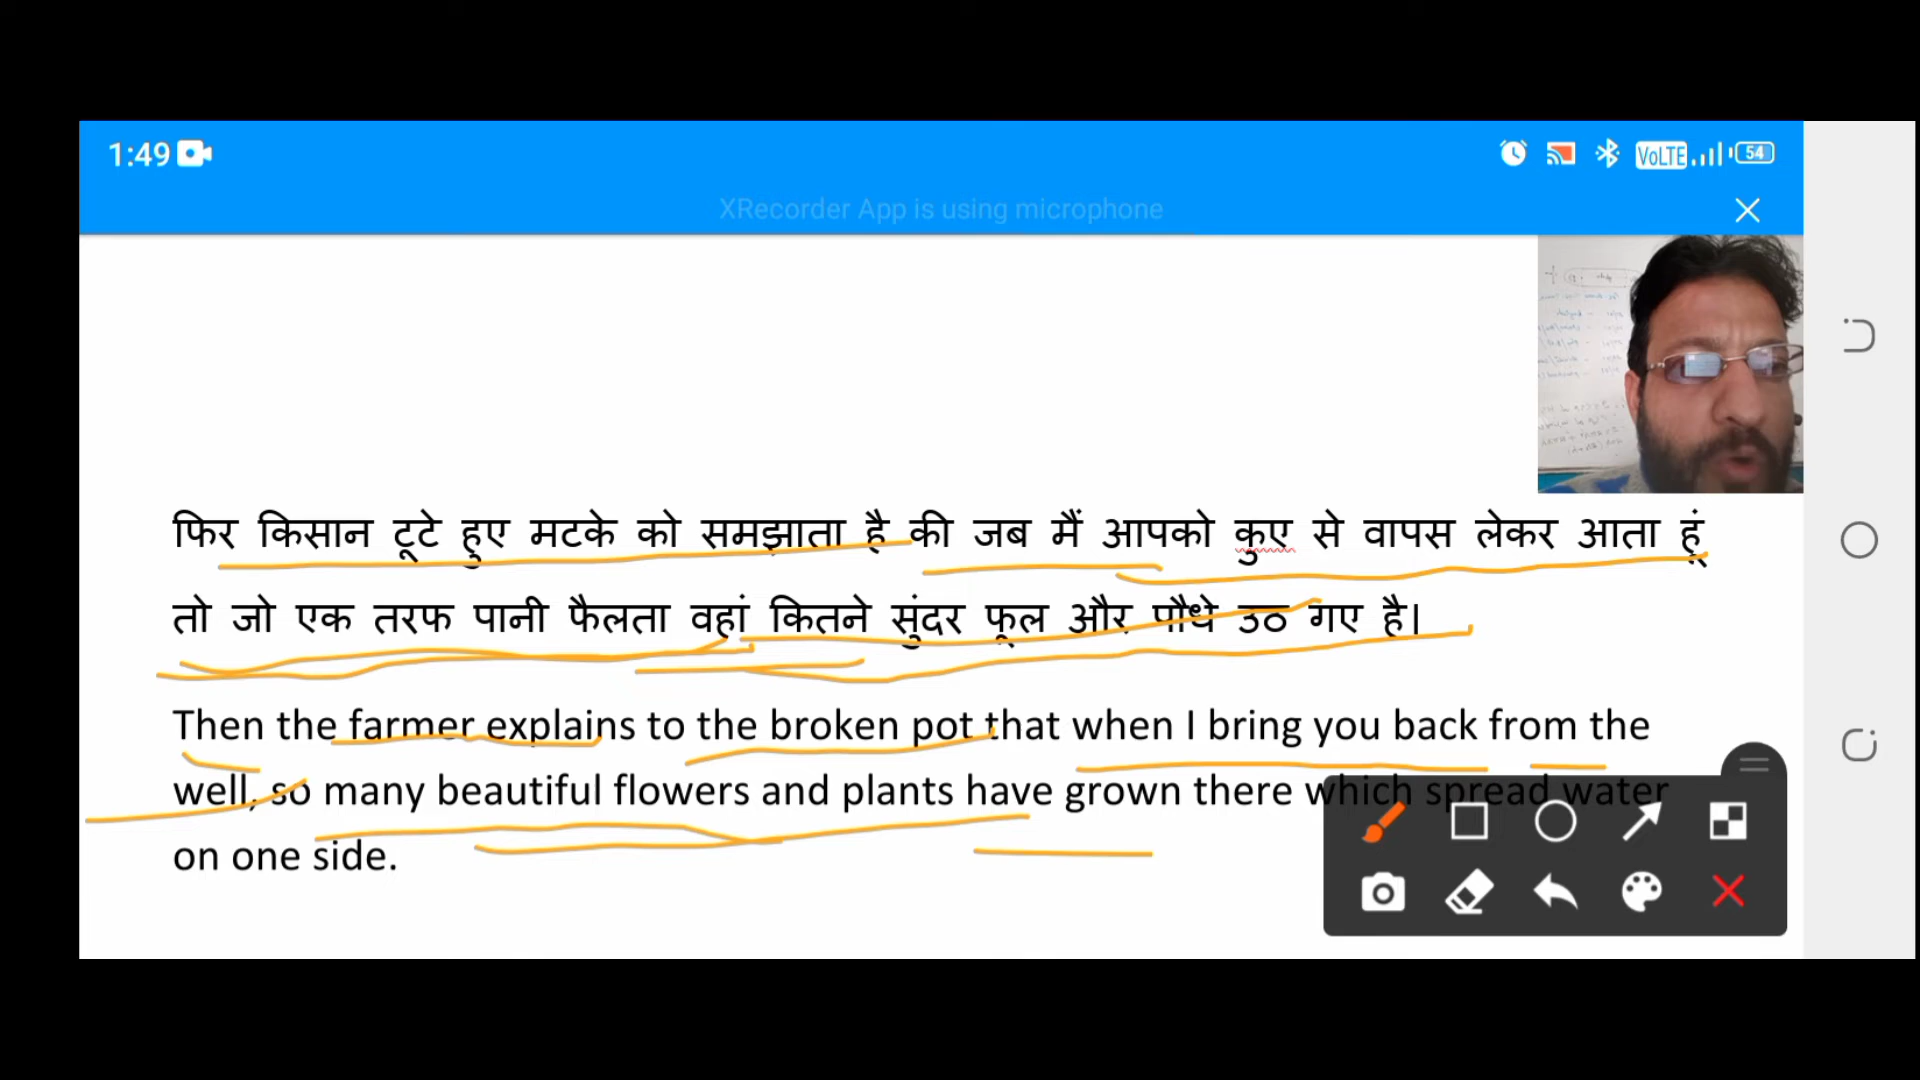 1:49
VoLTE
54
XRecorder App is using microphone
फिर किसान टूटे हुए मटके को समझाता है की जब मैं आपको कुए से वापस लेकर आता हूं
तो जो एक तरफ पानी फैलता वहां कितने सुंदर फूल और पौधे उठ गए है।
Then the farmer explains to the broken pot that when I bring you back from the
well, so many beautiful flowers and plants have grown there which spread water
on one side.